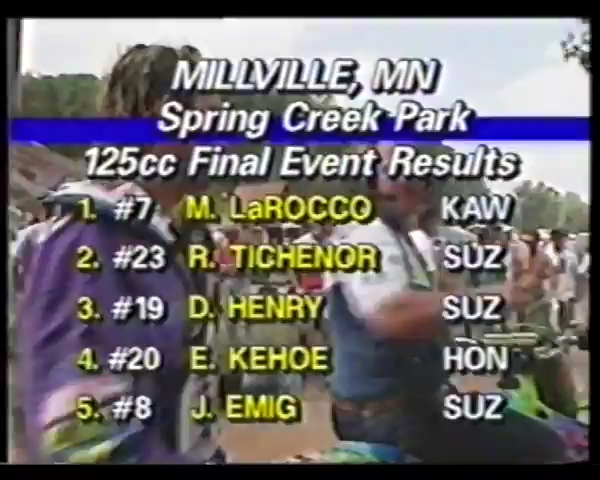 MILLVILLE, MN
Spring Creek Park
125cc Final Event Results
1. #7 M. LaROCCO KAW
2. #23 R. TICHENOR SUZ
3. #19 D. HENRY SUZ
4. #20 E. KEHOE HON
5. #8 J. EMIG SUZ